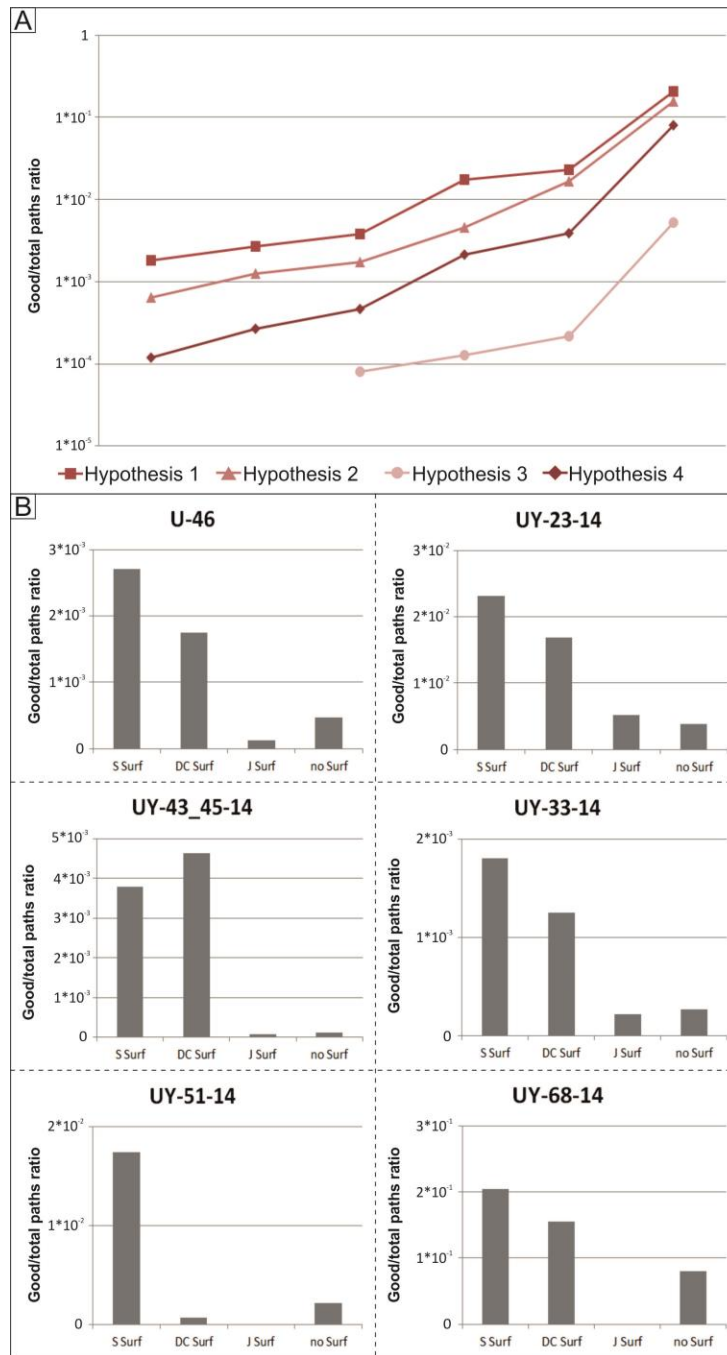 A
Good/total paths ratio
1
1*10⁻¹
1*10⁻²
1*10⁻³
1*10⁻⁴
1*10⁻⁵
Hypothesis 1 Hypothesis 2 Hypothesis 3 Hypothesis 4
B
U-46
Good/total paths ratio
3*10⁻³
2*10⁻³
1*10⁻³
0
S Surf DC Surf J Surf no Surf
UY-23-14
Good/total paths ratio
3*10⁻²
2*10⁻²
1*10⁻²
0
S Surf DC Surf J Surf no Surf
UY-43_45-14
Good/total paths ratio
5*10⁻³
4*10⁻³
3*10⁻³
2*10⁻³
1*10⁻³
0
S Surf DC Surf J Surf no Surf
UY-33-14
Good/total paths ratio
2*10⁻³
1*10⁻³
0
S Surf DC Surf J Surf no Surf
UY-51-14
Good/total paths ratio
2*10⁻²
1*10⁻²
0
S Surf DC Surf J Surf no Surf
UY-68-14
Good/total paths ratio
3*10⁻¹
2*10⁻¹
1*10⁻¹
0
S Surf DC Surf J Surf no Surf